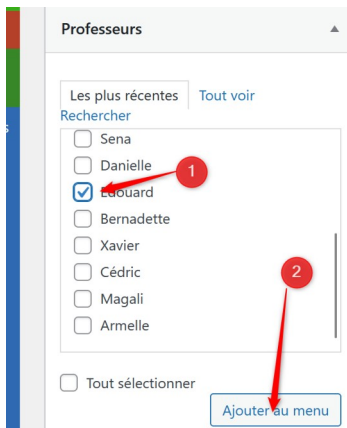 Professeurs
Les plus récentes Tout voir
Rechercher
Sena
Danielle
1
Edouard
Bernadette
Xavier
Cédric
2
Magali
Armelle
Tout sélectionner
Ajouter au menu
s